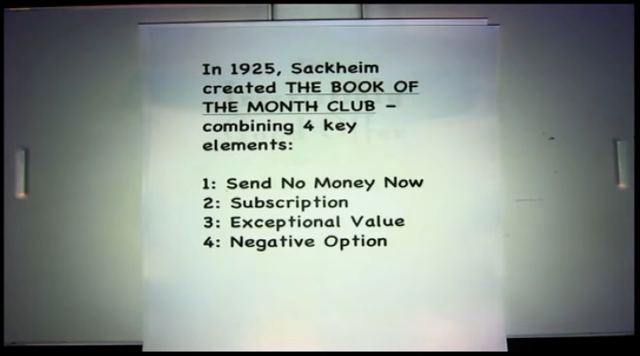 In 1925, Sackheim
created THE BOOK OF
THE MONTH CLUB –
combining 4 key
elements:
1: Send No Money Now
2: Subscription
3: Exceptional Value
4: Negative Option